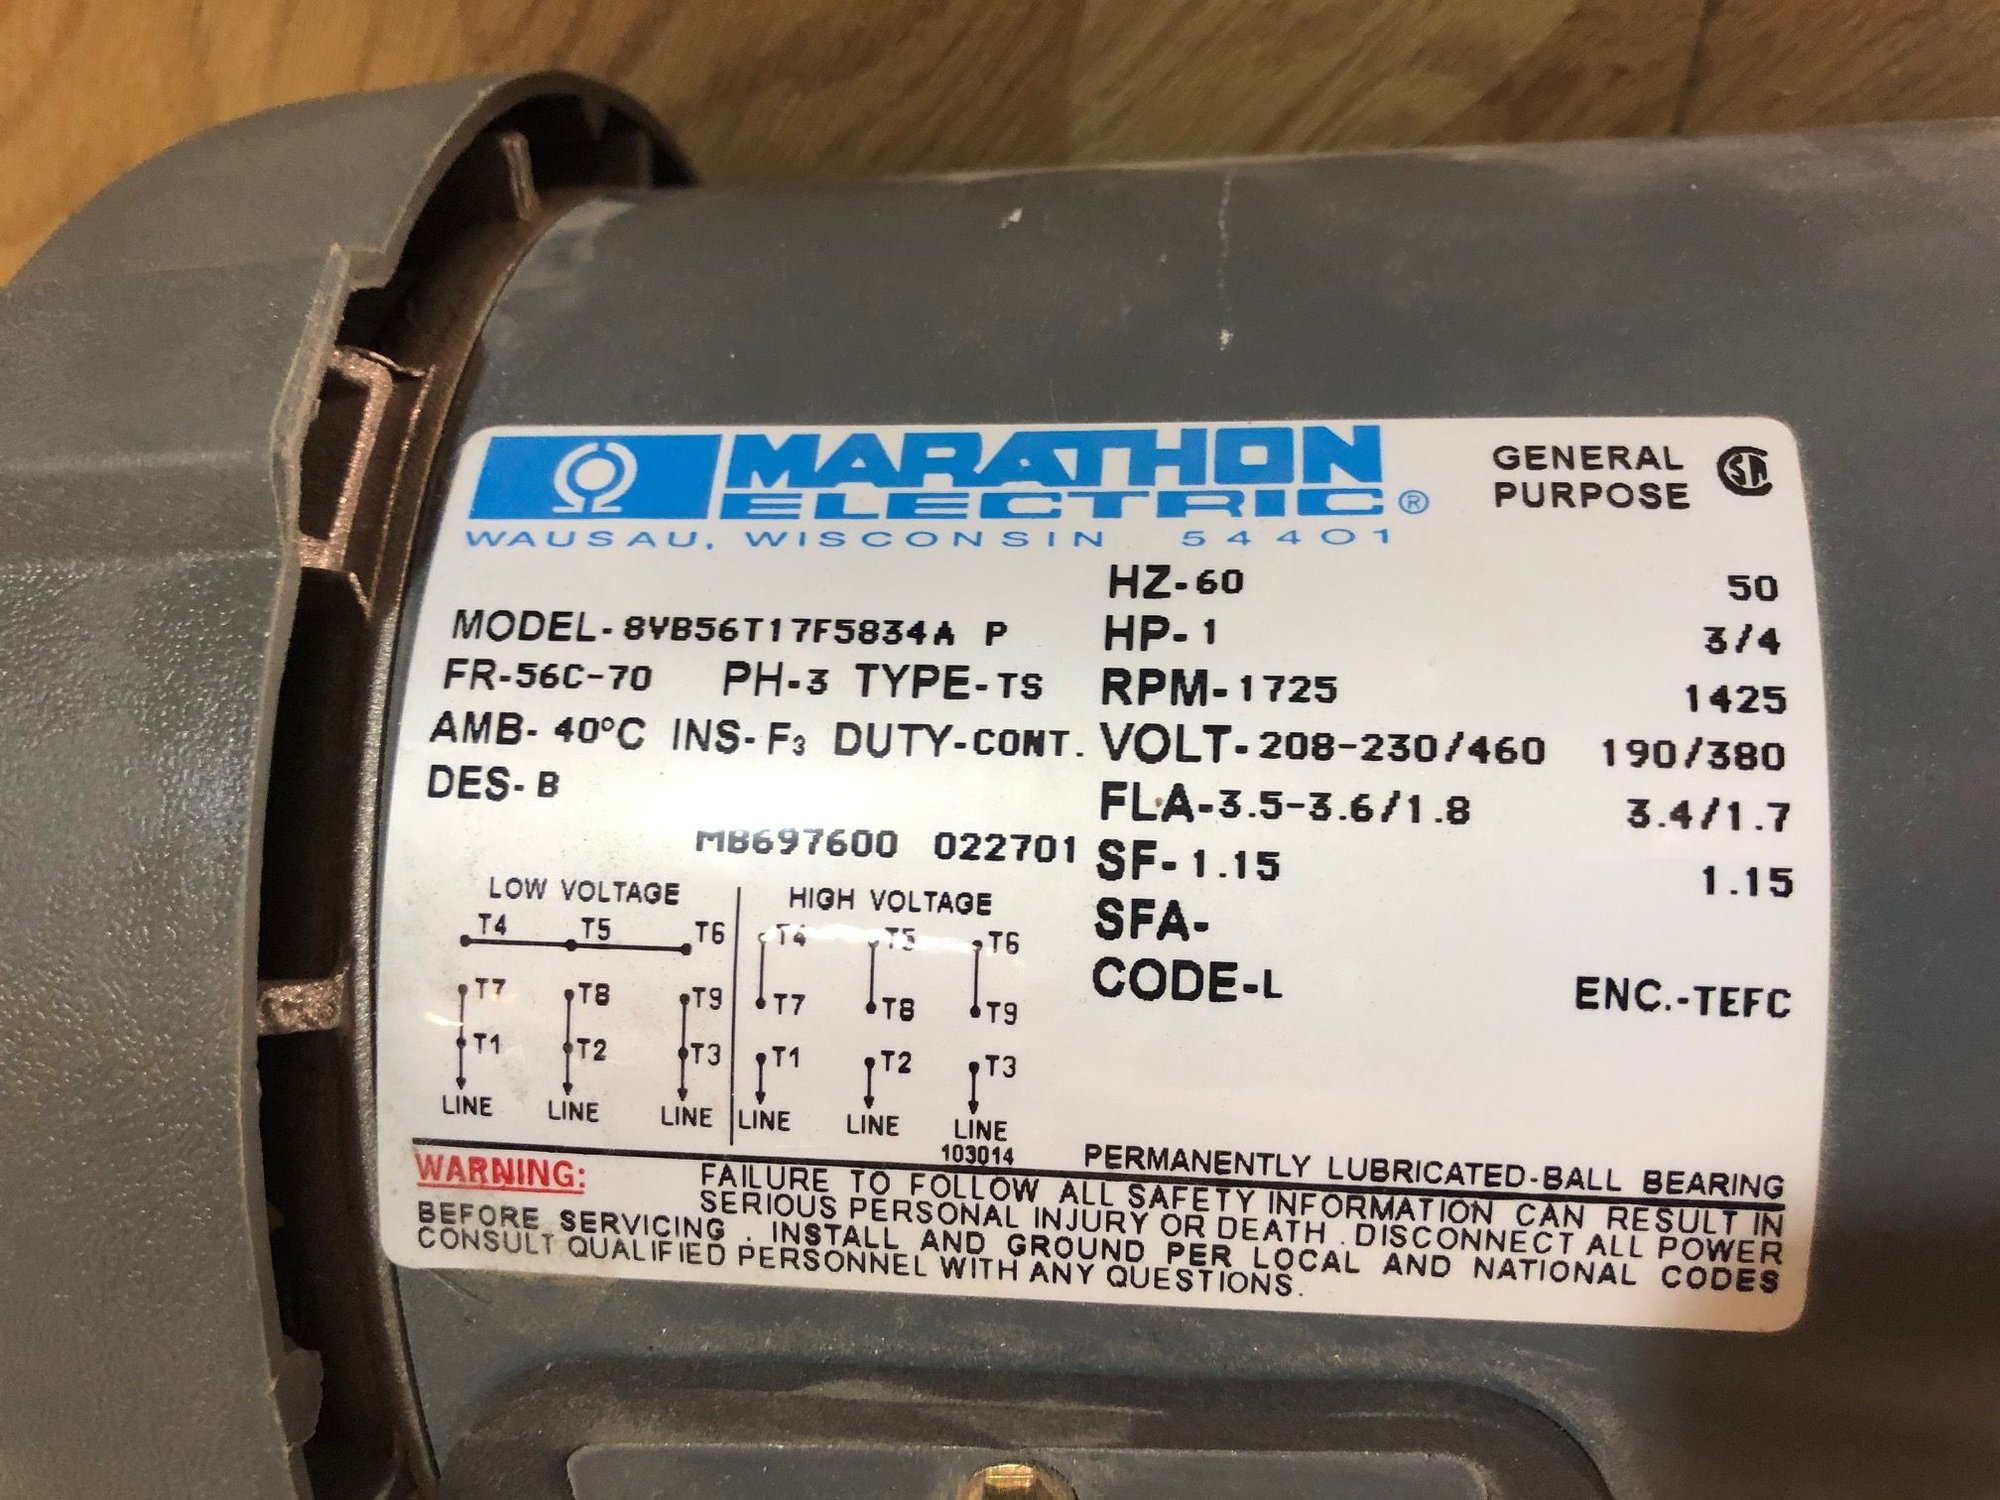 MARATHON
ELECTRIC®
WAUSAU, WISCONSIN 54401
GENERAL
PURPOSE
SA
HZ-60 50
MODEL-8VB56T17F5834A P HP-1 3/4
FR-56C-70 PH-3 TYPE-TS RPM-1725 1425
AMB-40°C INS-F3 DUTY-CONT. VOLT-208-230/460 190/380
DES-B FLA-3.5-3.6/1.8 3.4/1.7
MB697600 022701 SF-1.15 1.15
SFA-
CODE-L ENC.-TEFC
LOW VOLTAGE HIGH VOLTAGE
T4 T5 T6 T4 T5 T6
T7 T8 T9 T7 T8 T9
T1 T2 T3 T1 T2 T3
LINE LINE LINE LINE LINE LINE
103014 PERMANENTLY LUBRICATED-BALL BEARING
WARNING: FAILURE TO FOLLOW ALL SAFETY INFORMATION CAN RESULT IN
SERIOUS PERSONAL INJURY OR DEATH. DISCONNECT ALL POWER
BEFORE SERVICING. INSTALL AND GROUND PER LOCAL AND NATIONAL CODES
CONSULT QUALIFIED PERSONNEL WITH ANY QUESTIONS.